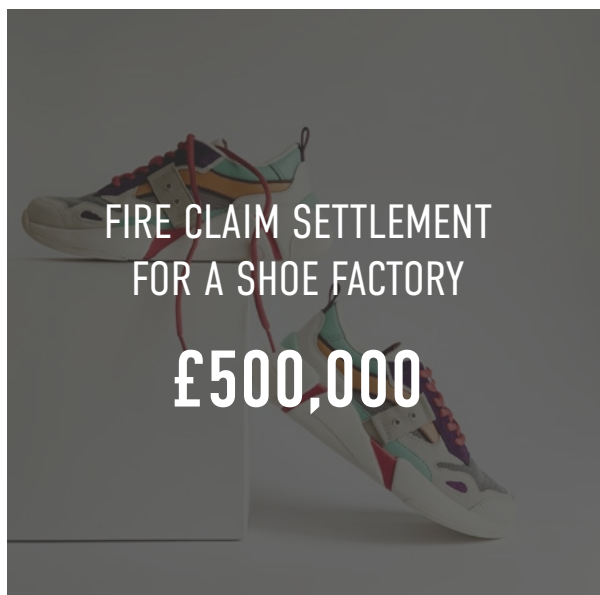 FIRE CLAIM SETTLEMENT
FOR A SHOE FACTORY
£500,000